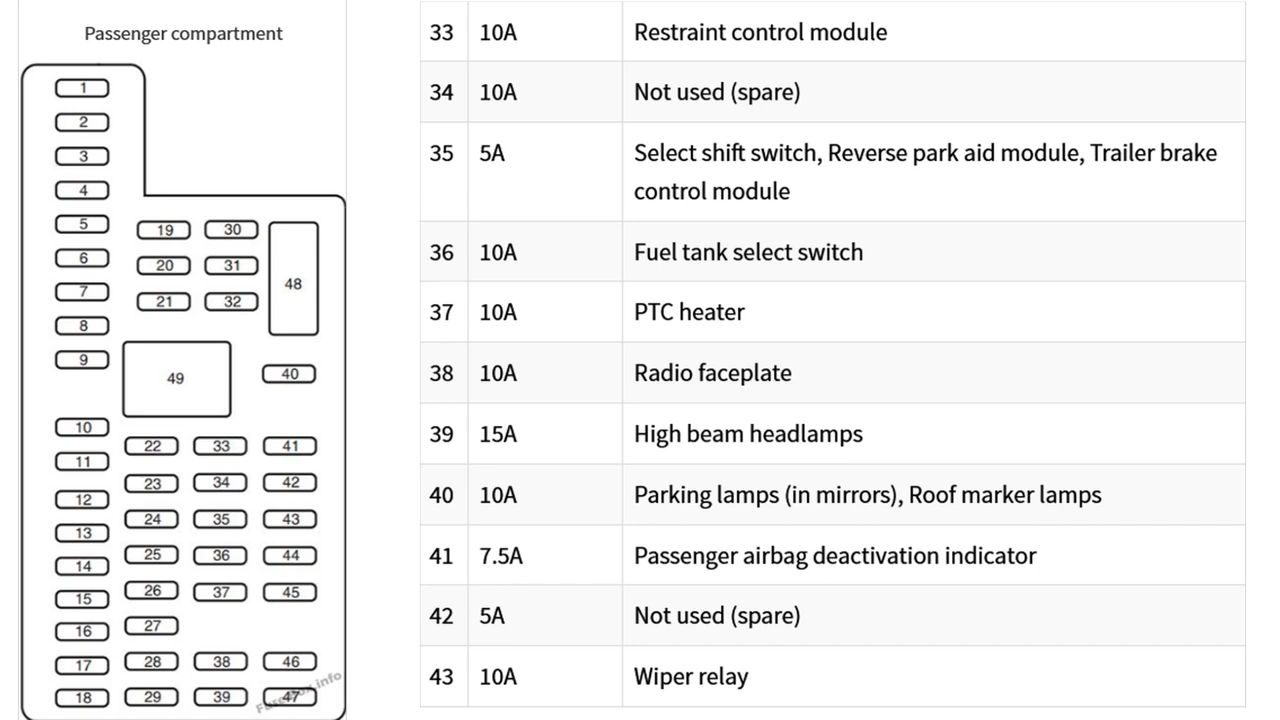 Passenger compartment
1
2
3
4
5
19 30
6
20 31
48
7
21 32
8
9
49
40
10
22 33 41
11
23 34 42
12
24 35 43
13
25 36 44
14
26 37 45
15
27
16
28 38 46
17
29 39 47
18
FuseBox.info
33 10A Restraint control module
34 10A Not used (spare)
35 5A Select shift switch, Reverse park aid module, Trailer brake
control module
36 10A Fuel tank select switch
37 10A PTC heater
38 10A Radio faceplate
39 15A High beam headlamps
40 10A Parking lamps (in mirrors), Roof marker lamps
41 7.5A Passenger airbag deactivation indicator
42 5A Not used (spare)
43 10A Wiper relay